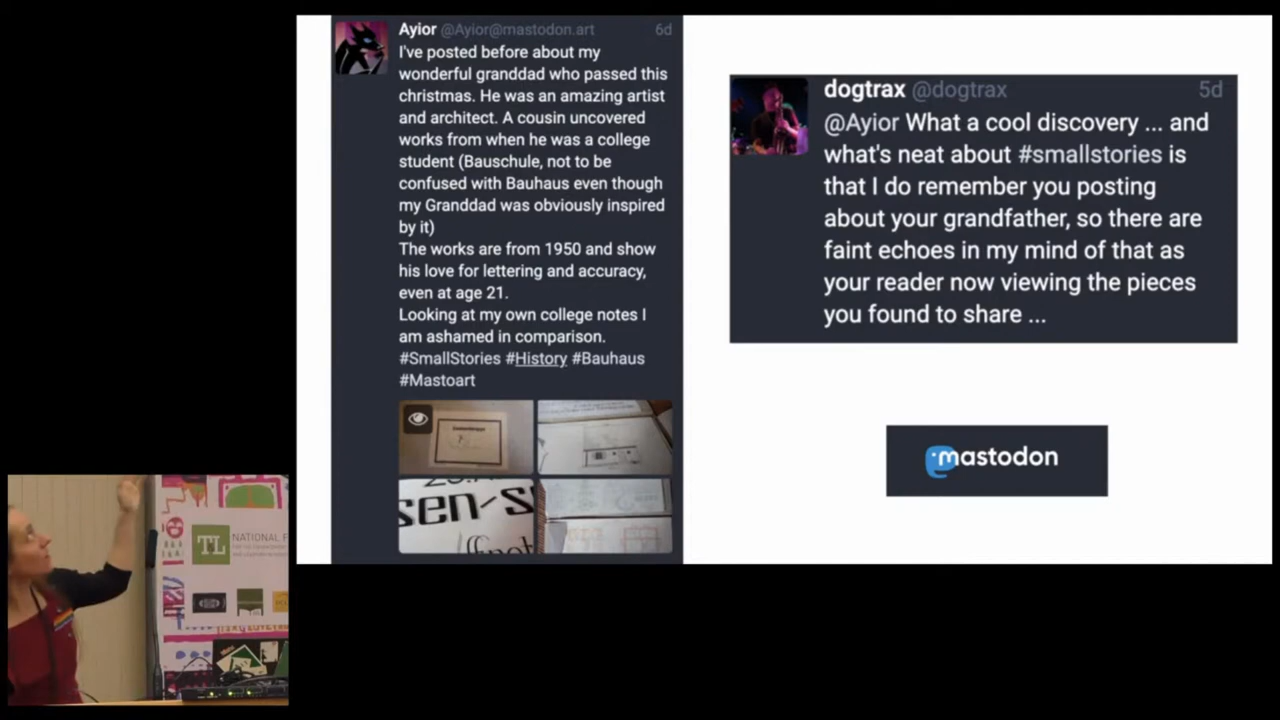 Ayior @Ayior@mastodon.art 6d
I've posted before about my
wonderful granddad who passed this
christmas. He was an amazing artist
and architect. A cousin uncovered
works from when he was a college
student (Bauschule, not to be
confused with Bauhaus even though
my Granddad was obviously inspired
by it)
The works are from 1950 and show
his love for lettering and accuracy,
even at age 21.
Looking at my own college notes I
am ashamed in comparison.
#SmallStories #History #Bauhaus
#Mastoart
sen-s
dogtrax @dogtrax 5d
@Ayior What a cool discovery ... and
what's neat about #smallstories is
that I do remember you posting
about your grandfather, so there are
faint echoes in my mind of that as
your reader now viewing the pieces
you found to share ...
mastodon
TL NATIONAL